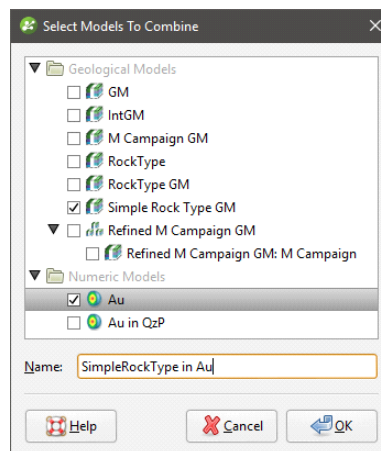 Select Models To Combine
Geological Models
GM
IntGM
M Campaign GM
RockType
RockType GM
Simple Rock Type GM
Refined M Campaign GM
Refined M Campaign GM: M Campaign
Numeric Models
Au
Au in QzP
Name: SimpleRockType in Au
Help Cancel OK